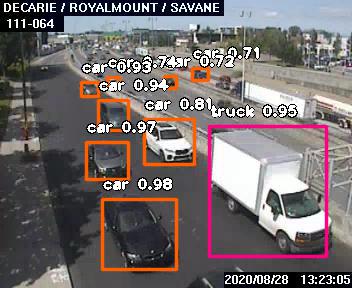 DECARIE / ROYALMOUNT / SAVANE
111-064
car 0.71
car 0.93
car 0.72
car 0.94
car 0.81
truck 0.95
car 0.97
car 0.98
2020/08/28 13:23:05